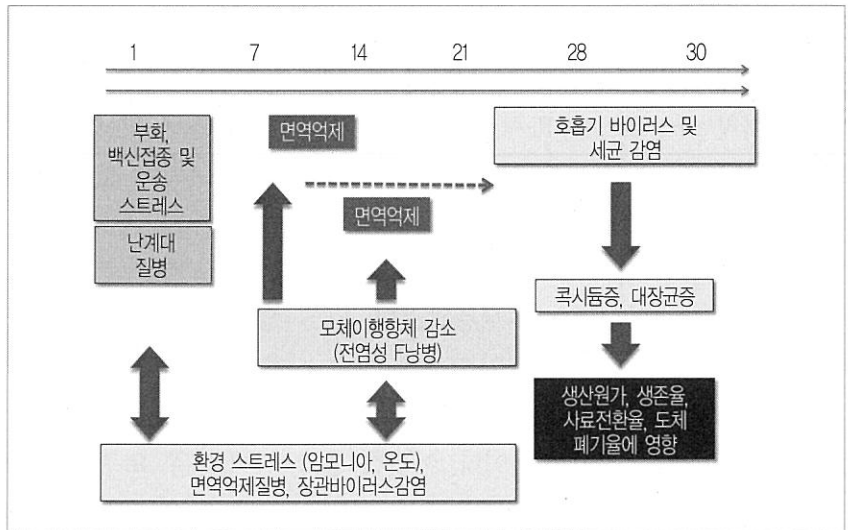 1 7 14 21 28 30
부화,
백신접종 및
운송
스트레스
난계대
질병
면역억제
면역억제
호흡기 바이러스 및
세균 감염
모체이행항체 감소
(전염성 F낭병)
콕시듐증, 대장균증
생산원가, 생존율,
사료전환율, 도체
폐기율에 영향
환경 스트레스 (암모니아, 온도),
면역억제질병, 장관바이러스감염